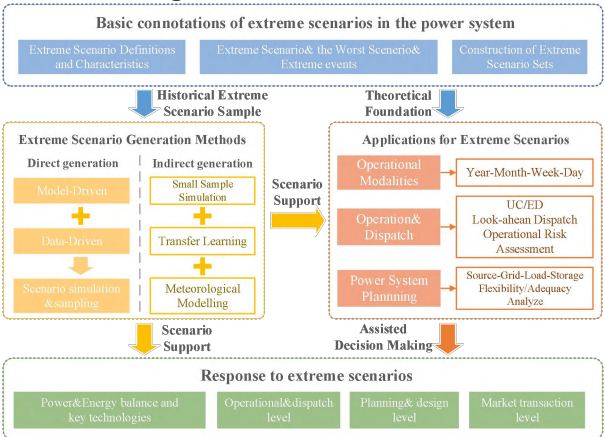 Basic connotations of extreme scenarios in the power system
Extreme Scenario Definitions
and Characteristics
Extreme Scenario& the Worst Scenerio&
Extreme events
Construction of Extreme
Scenario Sets
Historical Extreme
Scenario Sample
Theoretical
Foundation
Extreme Scenario Generation Methods
Direct generation
Indirect generation
Model-Driven
Data-Driven
Scenario simulation
&sampling
Small Sample
Simulation
Transfer Learning
Meteorological
Modelling
Scenario
Support
Applications for Extreme Scenarios
Operational
Modalities
Year-Month-Week-Day
Operation&
Dispatch
UC/ED
Look-ahean Dispatch
Operational Risk
Assessment
Power System
Plannning
Source-Grid-Load-Storage
Flexibility/Adequacy
Analyze
Scenario
Support
Assisted
Decision Making
Response to extreme scenarios
Power&Energy balance and
key technologies
Operational&dispatch
level
Planning& design
level
Market transaction
level